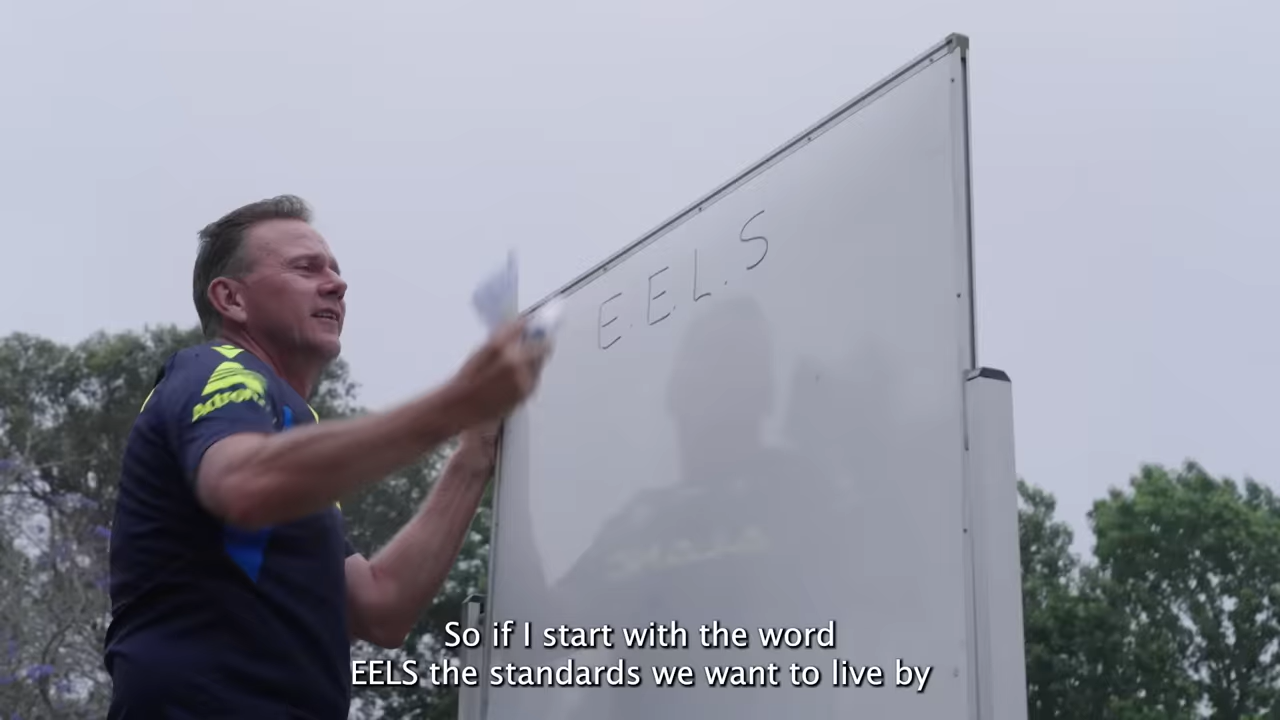 E.E.L.S
So if I start with the word
EELS the standards we want to live by